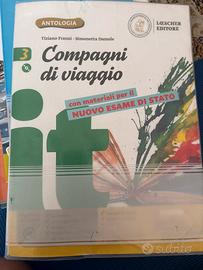 ANTOLOGIA
Tiziano Franzi - Simonetta Damele
LOESCHER
EDITORE
3
Compagni
di viaggio
con materiali per il
NUOVO ESAME DI STATO
it
subito